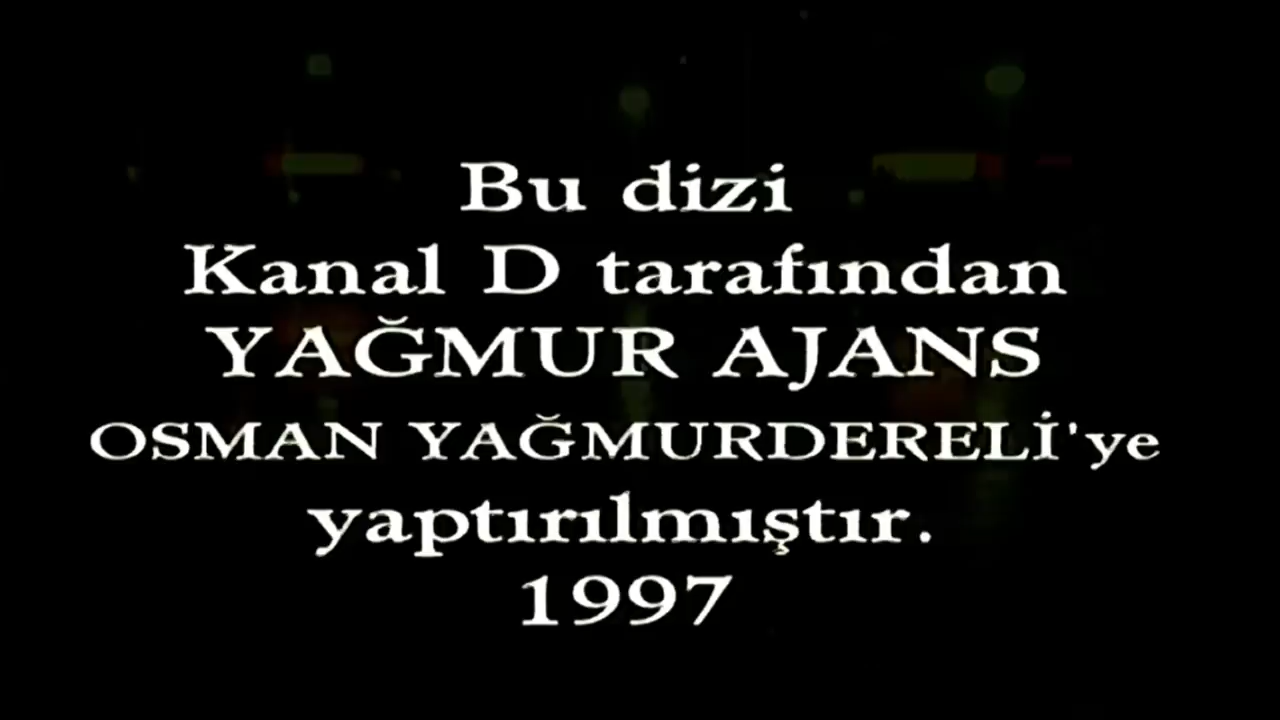 Bu dizi
Kanal D tarafından
YAĞMUR AJANS
OSMAN YAĞMURDERELİ'ye
yaptırılmıştır.
1997